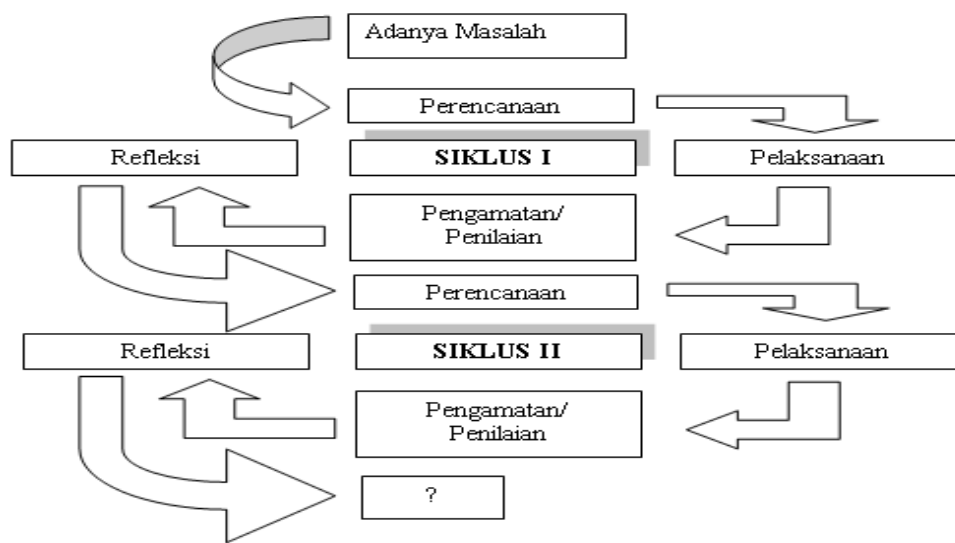 Adanya Masalah
Perencanaan
Refleksi
SIKLUS I
Pelaksanaan
Pengamatan/
Penilaian
Perencanaan
Refleksi
SIKLUS II
Pelaksanaan
Pengamatan/
Penilaian
?